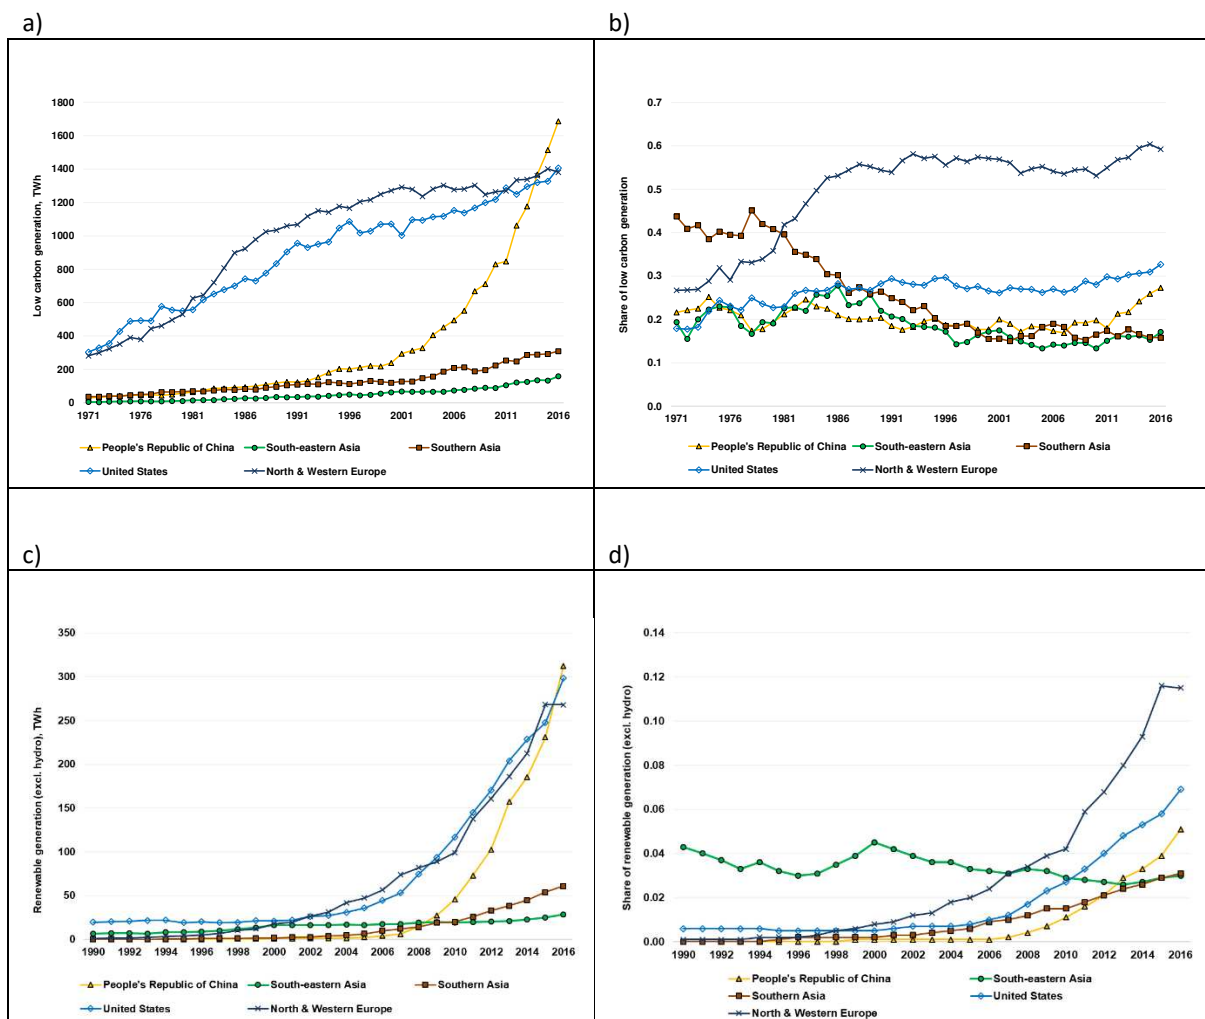 a)
b)
Low carbon generation, TWh
1800
1600
1400
1200
1000
800
600
400
200
0
1971 1976 1981 1986 1991 1996 2001 2006 2011 2016
People's Republic of China South-eastern Asia Southern Asia
United States North & Western Europe
Share of low carbon generation
0.7
0.6
0.5
0.4
0.3
0.2
0.1
0.0
1971 1976 1981 1986 1991 1996 2001 2006 2011 2016
People's Republic of China South-eastern Asia Southern Asia
United States North & Western Europe
c)
d)
Renewable generation (excl. hydro), TWh
350
300
250
200
150
100
50
0
1990 1992 1994 1996 1998 2000 2002 2004 2006 2008 2010 2012 2014 2016
People's Republic of China South-eastern Asia Southern Asia
United States North & Western Europe
Share of renewable generation (excl. hydro)
0.14
0.12
0.10
0.08
0.06
0.04
0.02
0.00
1990 1992 1994 1996 1998 2000 2002 2004 2006 2008 2010 2012 2014 2016
People's Republic of China South-eastern Asia
Southern Asia United States
North & Western Europe